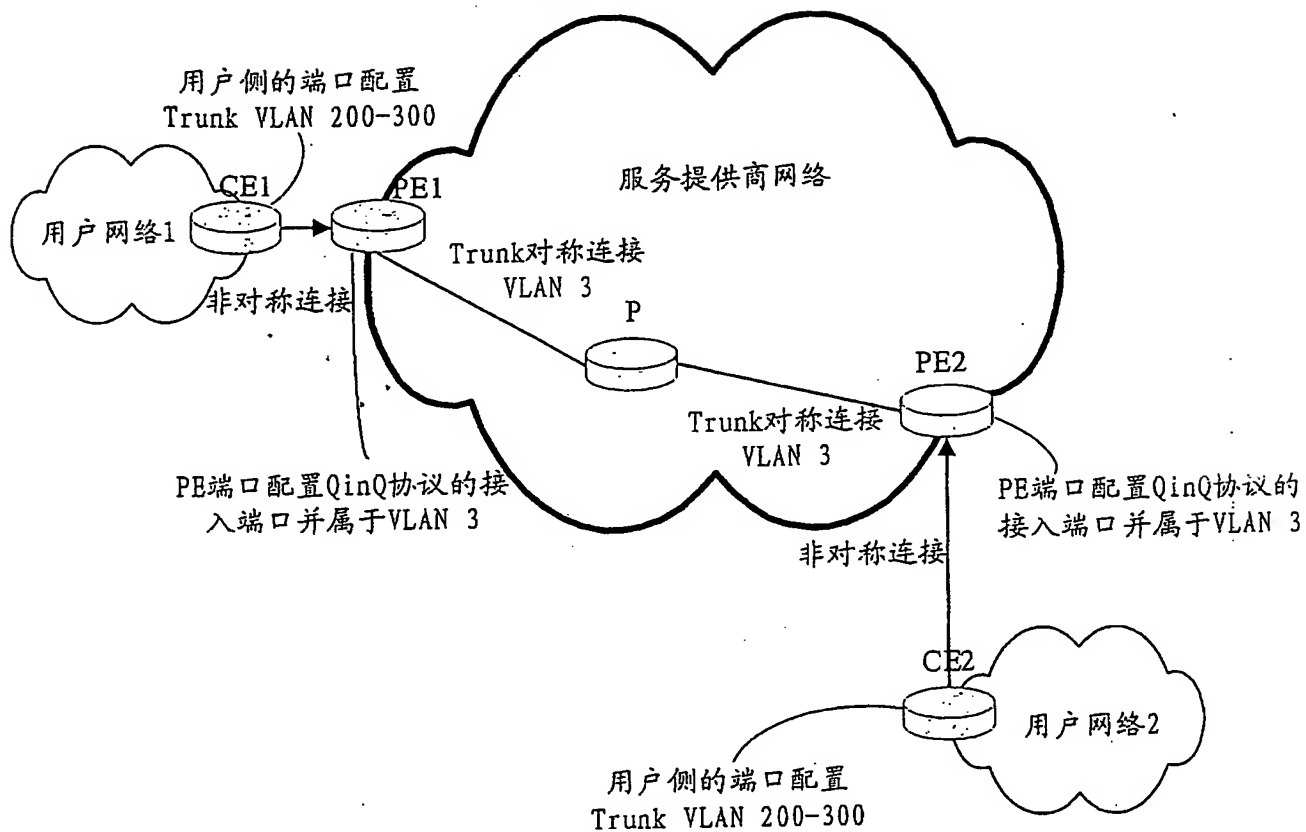 用户侧的端口配置
Trunk VLAN 200-300
CE1
PE1
服务提供商网络
用户网络1
Trunk对称连接
VLAN 3
非对称连接
P
PE2
Trunk对称连接
VLAN 3
PE端口配置QinQ协议的接
入端口并属于VLAN 3
PE端口配置QinQ协议的
接入端口并属于VLAN 3
非对称连接
CE2
用户网络2
用户侧的端口配置
Trunk VLAN 200-300